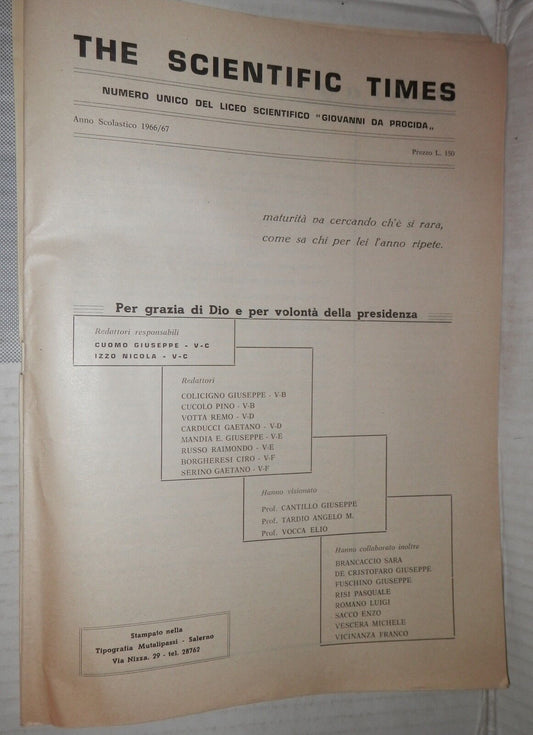 THE SCIENTIFIC TIMES
NUMERO UNICO DEL LICEO SCIENTIFICO "GIOVANNI DA PROCIDA„
Anno Scolastico 1966/67
Prezzo L. 150
maturità va cercando ch'è si rara,
come sa chi per lei l'anno ripete.
Per grazia di Dio e per volontà della presidenza
Redattori responsabili
CUOMO GIUSEPPE - V-C
IZZO NICOLA - V-C
Redattori
COLICIGNO GIUSEPPE - V-B
CUCOLO PINO - V-B
VOTTA REMO - V-D
CARDUCCI GAETANO - V-D
MANDIA E. GIUSEPPE - V-E
RUSSO RAIMONDO - V-E
BORGHERESI CIRO - V-F
SERINO GAETANO - V-F
Hanno visionato
Prof. CANTILLO GIUSEPPE
Prof. TARDIO ANGELO M.
Prof. VOCCA ELIO
Hanno collaborato inoltre
BRANCACCIO SARA
DE CRISTOFARO GIUSEPPE
FUSCHINO GIUSEPPE
RISI PASQUALE
ROMANO LUIGI
SACCO ENZO
VESCERA MICHELE
VICINANZA FRANCO
Stampato nella
Tipografia Mutalipassi - Salerno
Via Nizza, 29 - tel. 28762